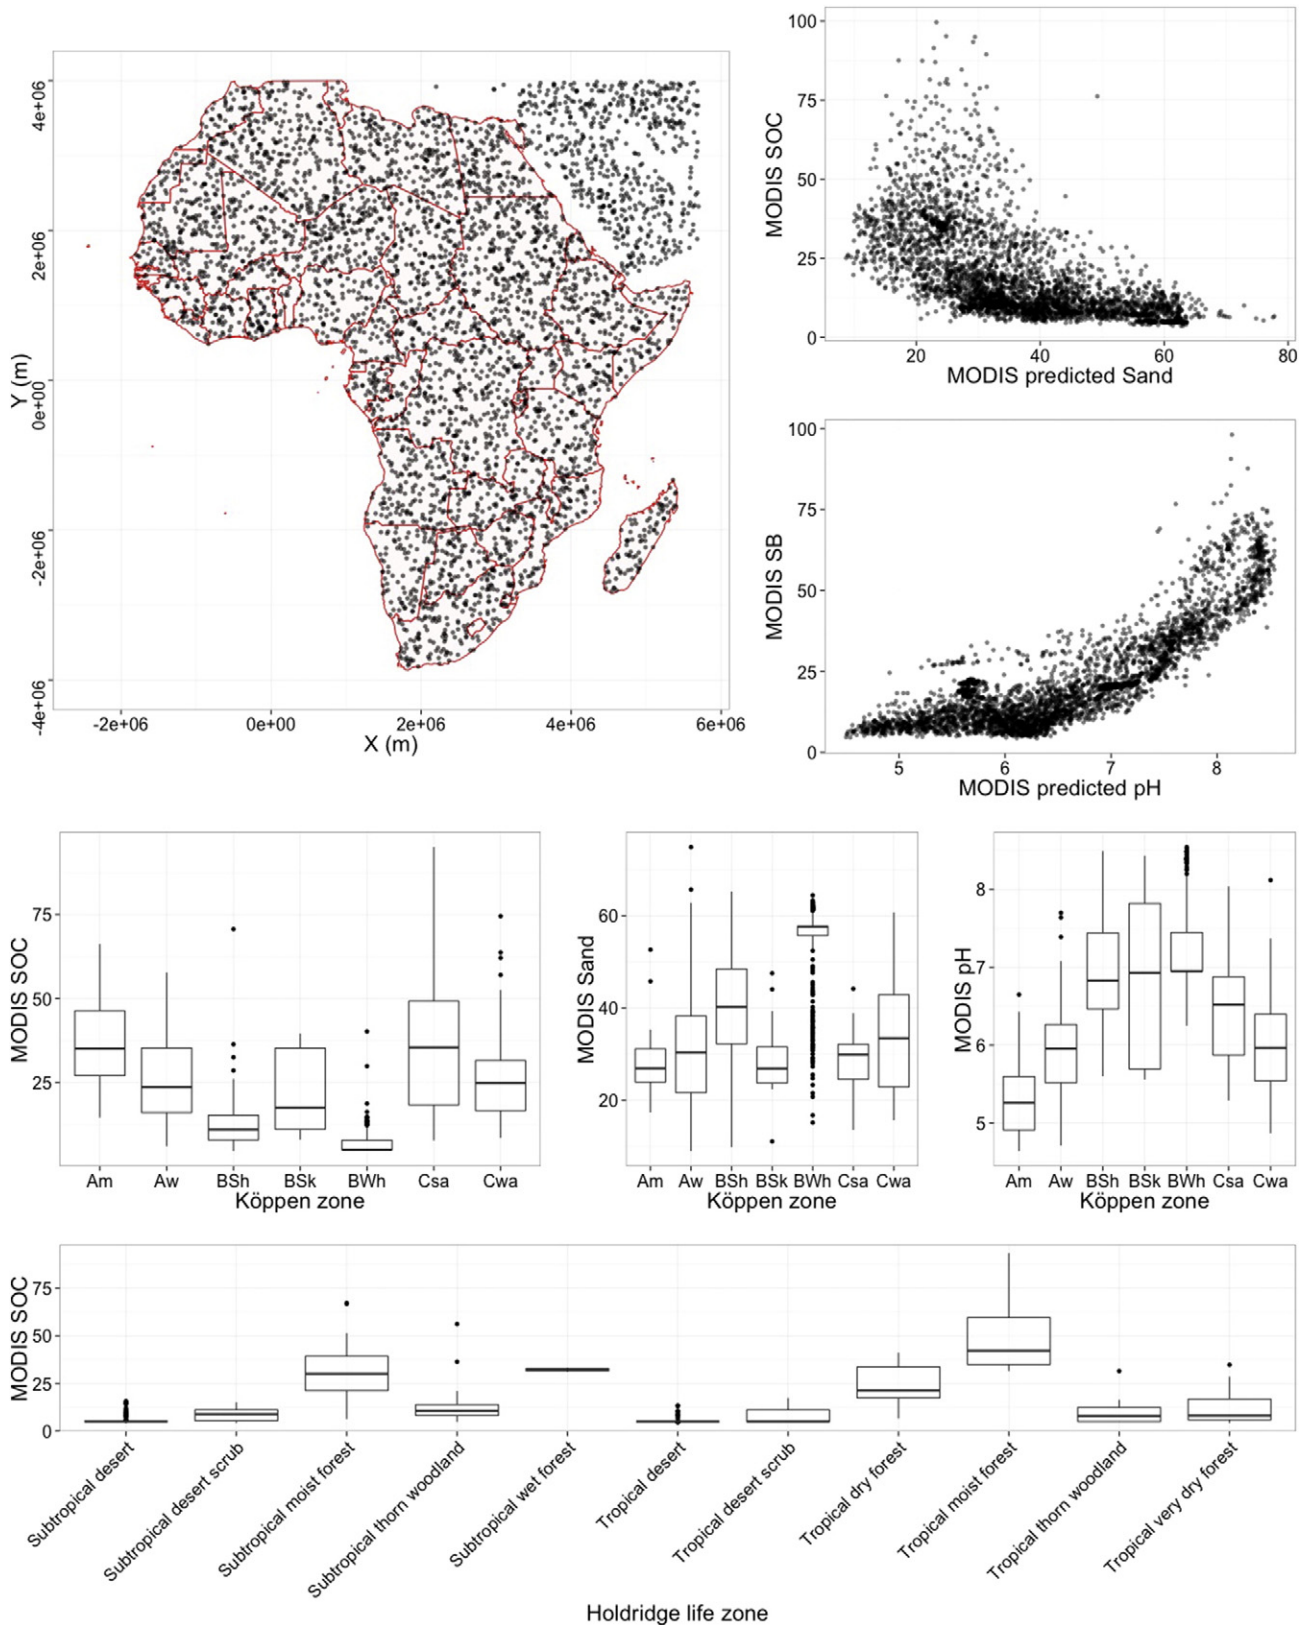 4e+06
2e+06
0e+00
-2e+06
-4e+06
Y (m)
-2e+06 0e+00 2e+06 4e+06 6e+06
X (m)
100
75
50
25
0
MODIS SOC
20 40 60 80
MODIS predicted Sand
100
75
50
25
0
MODIS SB
5 6 7 8
MODIS predicted pH
75
50
25
MODIS SOC
Am Aw BSh BSk BWh Csa Cwa
Köppen zone
60
40
20
MODIS Sand
Am Aw BSh BSk BWh Csa Cwa
Köppen zone
8
7
6
5
MODIS pH
Am Aw BSh BSk BWh Csa Cwa
Köppen zone
75
50
25
0
MODIS SOC
Subtropical desert
Subtropical desert scrub
Subtropical moist forest
Subtropical thorn woodland
Subtropical wet forest
Tropical desert
Tropical desert scrub
Tropical dry forest
Tropical moist forest
Tropical thorn woodland
Tropical very dry forest
Holdridge life zone